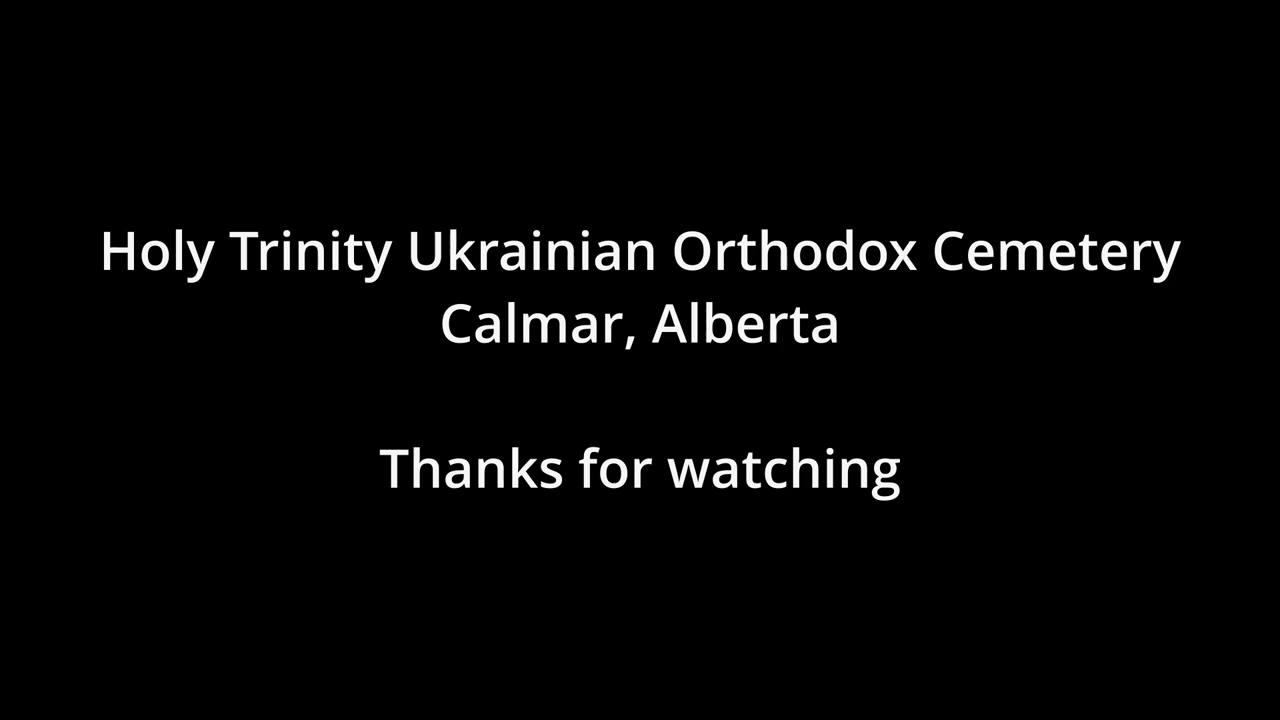 Holy Trinity Ukrainian Orthodox Cemetery
Calmar, Alberta
Thanks for watching